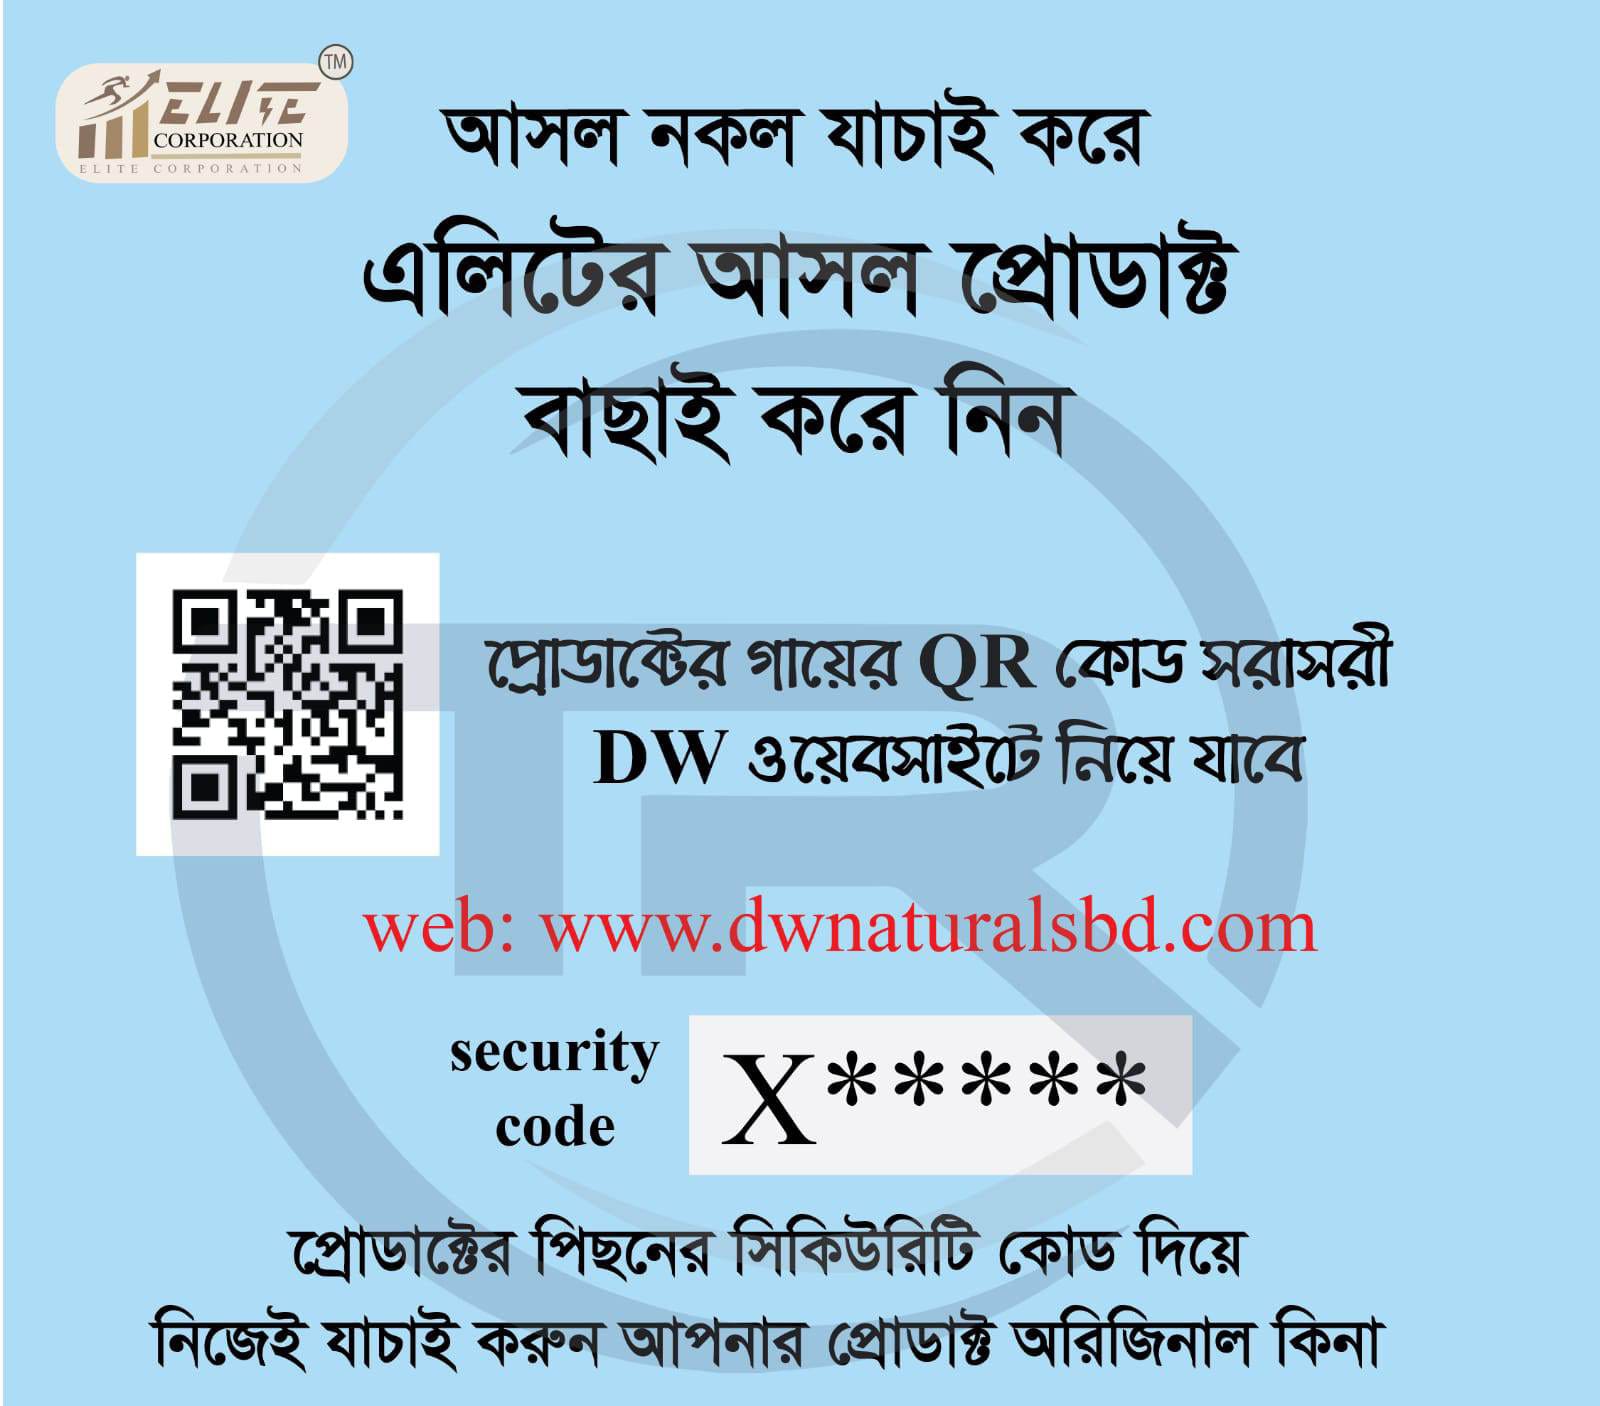 ELITE
TM
CORPORATION
ELITE CORPORATION
আসল নকল যাচাই করে
এলিটের আসল প্রোডাক্ট
বাছাই করে নিন
প্রোডাক্টের গায়ের QR কোড সরাসরী
DW ওয়েবসাইটে নিয়ে যাবে
web: www.dwnaturalsbd.com
security
code
X*****
প্রোডাক্টের পিছনের সিকিউরিটি কোড দিয়ে
নিজেই যাচাই করুন আপনার প্রোডাক্ট অরিজিনাল কিনা
TR